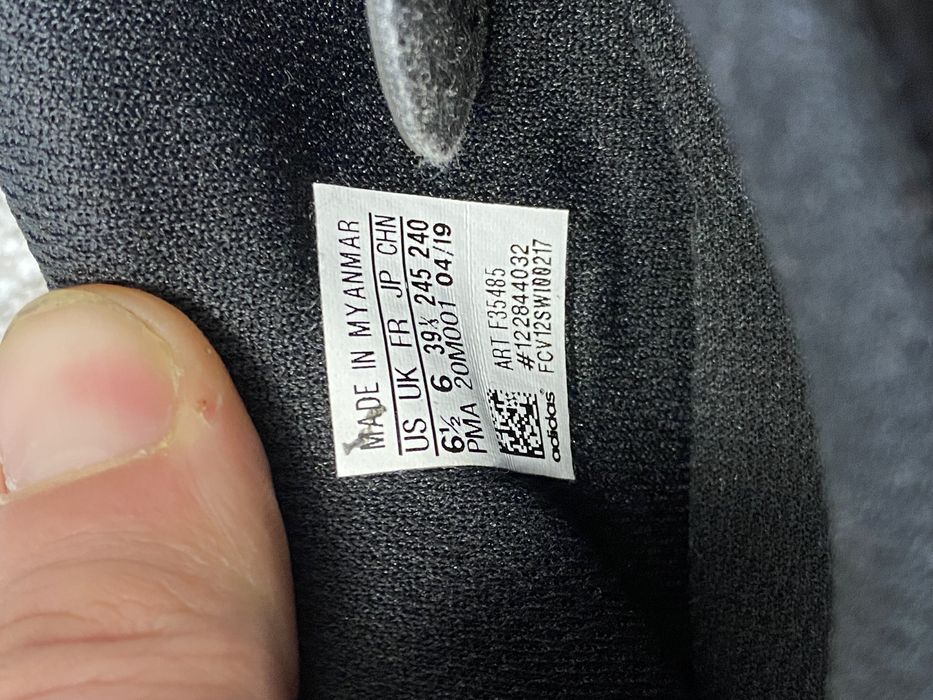 MADE IN MYANMAR
US UK FR JP CHN
6½ 6 39⅓ 245 240
PMA 20M001 04/19
ART F35485
#122844032
FCV12SWI00217
adidas